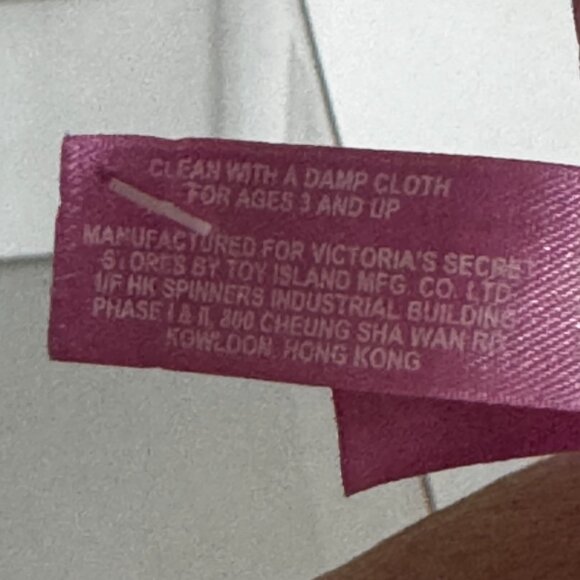 CLEAN WITH A DAMP CLOTH
FOR AGES 3 AND UP
MANUFACTURED FOR VICTORIA'S SECRET
STORES BY TOY ISLAND MFG. CO. LTD
1/F HK SPINNERS INDUSTRIAL BUILDING
PHASE I & II, 800 CHEUNG SHA WAN RD
KOWLOON, HONG KONG